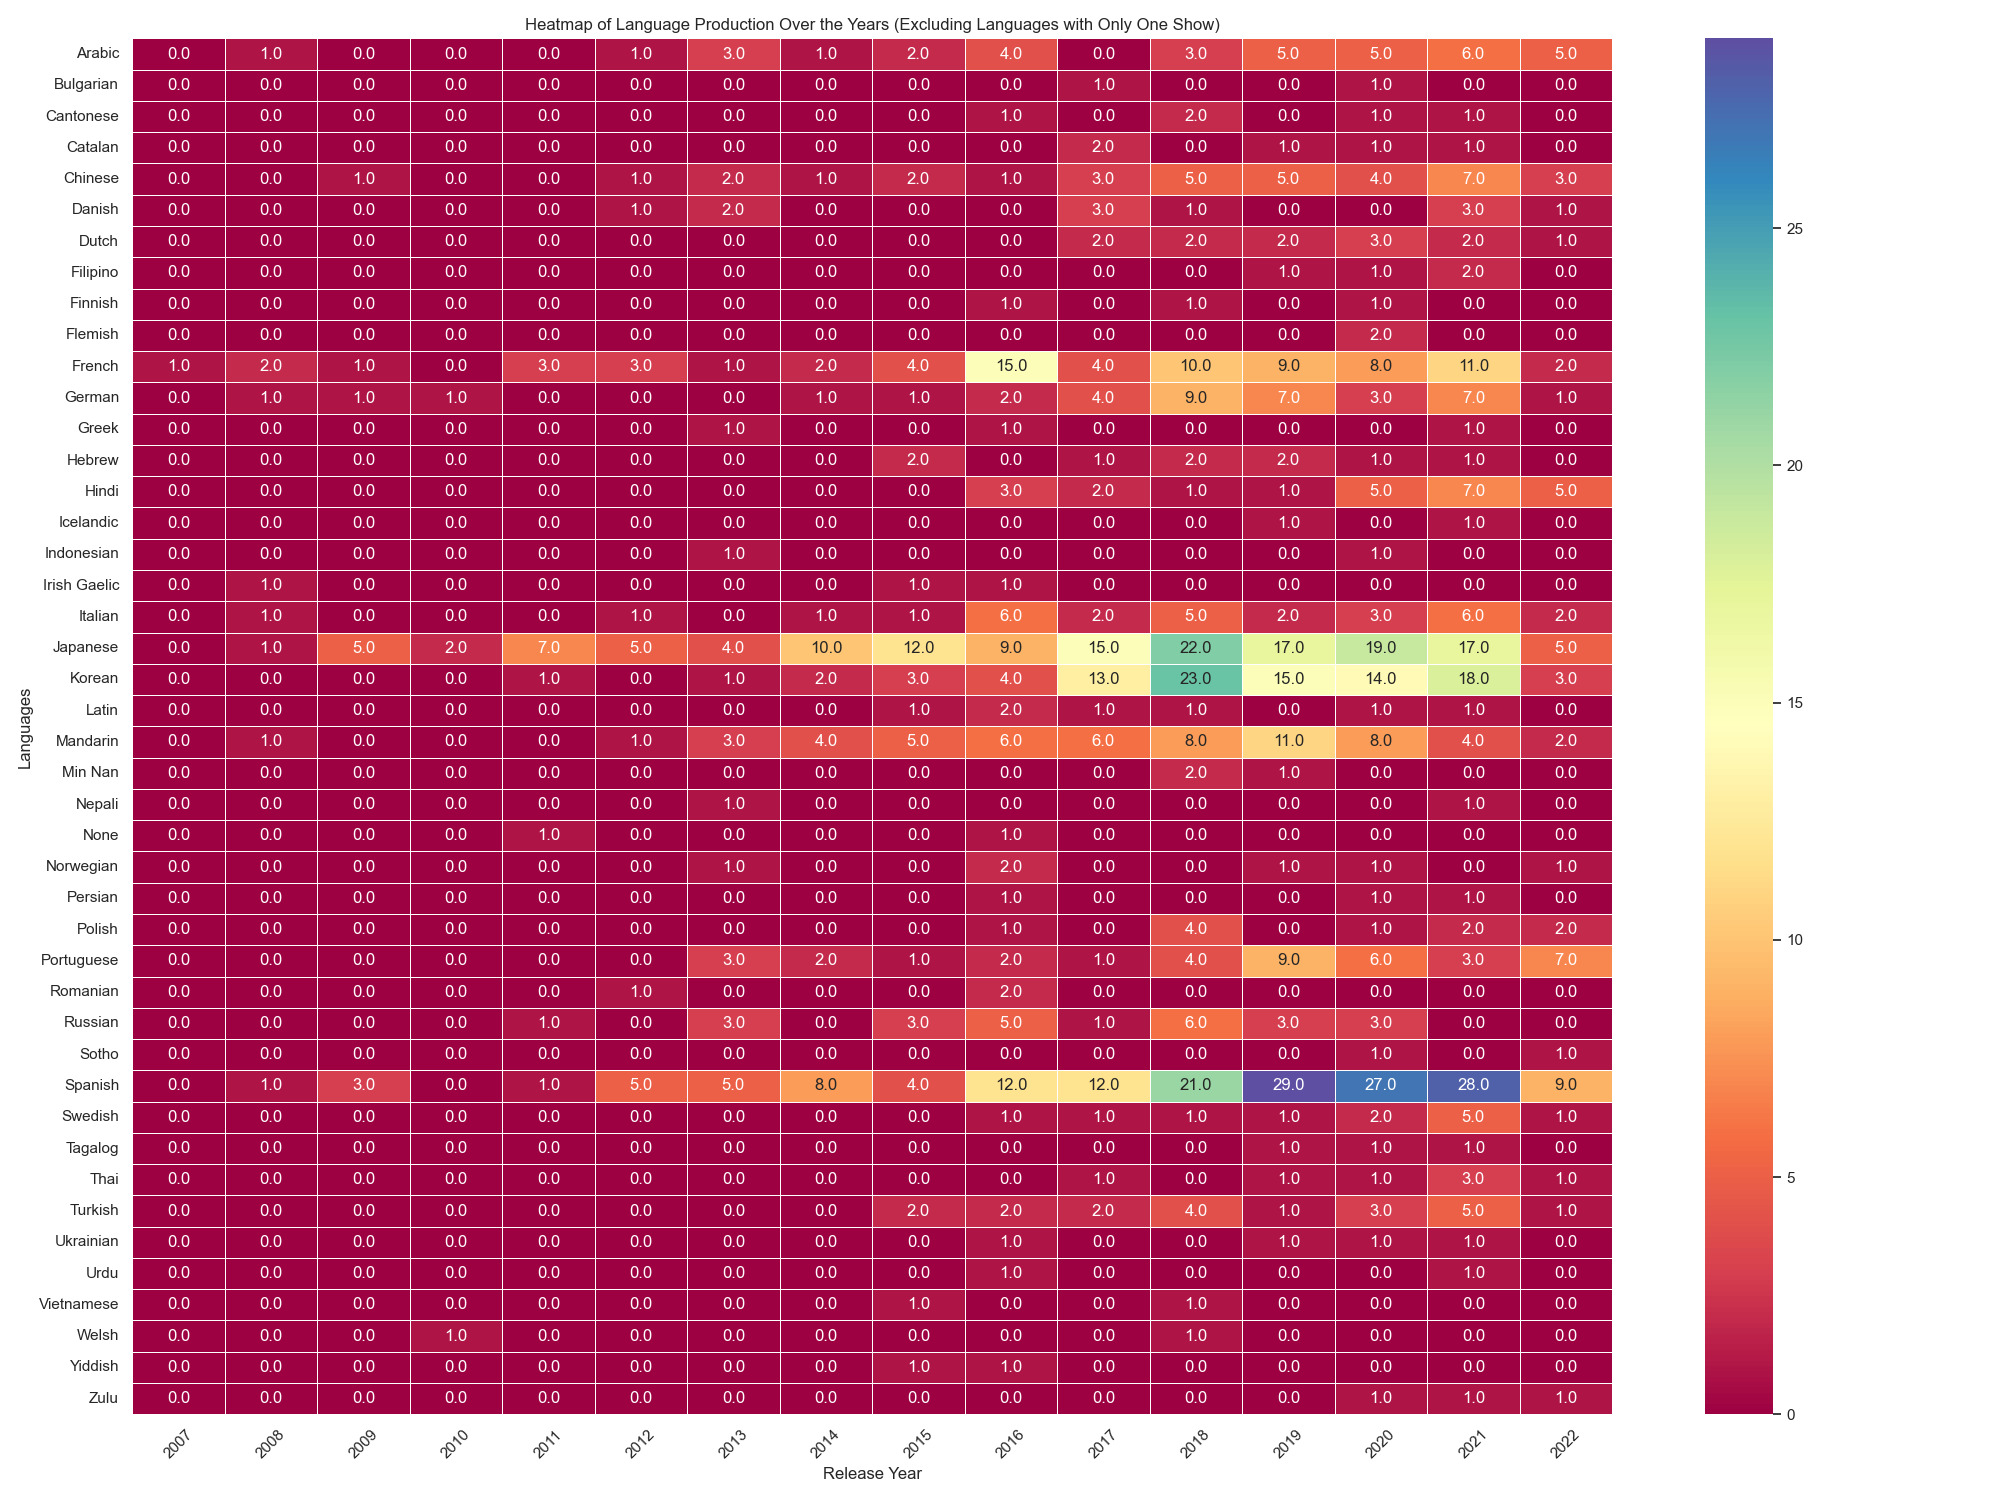 Heatmap of Language Production Over the Years (Excluding Languages with Only One Show)
Arabic 0.0 1.0 0.0 0.0 0.0 1.0 3.0 1.0 2.0 4.0 0.0 3.0 5.0 5.0 6.0 5.0
Bulgarian 0.0 0.0 0.0 0.0 0.0 0.0 0.0 0.0 0.0 0.0 1.0 0.0 0.0 1.0 0.0 0.0
Cantonese 0.0 0.0 0.0 0.0 0.0 0.0 0.0 0.0 0.0 1.0 0.0 2.0 0.0 1.0 1.0 0.0
Catalan 0.0 0.0 0.0 0.0 0.0 0.0 0.0 0.0 0.0 0.0 2.0 0.0 1.0 1.0 1.0 0.0
Chinese 0.0 0.0 1.0 0.0 0.0 1.0 2.0 1.0 2.0 1.0 3.0 5.0 5.0 4.0 7.0 3.0
Danish 0.0 0.0 0.0 0.0 0.0 1.0 2.0 0.0 0.0 0.0 3.0 1.0 0.0 0.0 3.0 1.0
Dutch 0.0 0.0 0.0 0.0 0.0 0.0 0.0 0.0 0.0 0.0 2.0 2.0 2.0 3.0 2.0 1.0
25
Filipino 0.0 0.0 0.0 0.0 0.0 0.0 0.0 0.0 0.0 0.0 0.0 0.0 1.0 1.0 2.0 0.0
Finnish 0.0 0.0 0.0 0.0 0.0 0.0 0.0 0.0 0.0 1.0 0.0 1.0 0.0 1.0 0.0 0.0
Flemish 0.0 0.0 0.0 0.0 0.0 0.0 0.0 0.0 0.0 0.0 0.0 0.0 0.0 2.0 0.0 0.0
French 1.0 2.0 1.0 0.0 3.0 3.0 1.0 2.0 4.0 15.0 4.0 10.0 9.0 8.0 11.0 2.0
German 0.0 1.0 1.0 1.0 0.0 0.0 0.0 1.0 1.0 2.0 4.0 9.0 7.0 3.0 7.0 1.0
Greek 0.0 0.0 0.0 0.0 0.0 0.0 1.0 0.0 0.0 1.0 0.0 0.0 0.0 0.0 1.0 0.0
Hebrew 0.0 0.0 0.0 0.0 0.0 0.0 0.0 0.0 2.0 0.0 1.0 2.0 2.0 1.0 1.0 0.0
20
Hindi 0.0 0.0 0.0 0.0 0.0 0.0 0.0 0.0 0.0 3.0 2.0 1.0 1.0 5.0 7.0 5.0
Icelandic 0.0 0.0 0.0 0.0 0.0 0.0 0.0 0.0 0.0 0.0 0.0 0.0 1.0 0.0 1.0 0.0
Indonesian 0.0 0.0 0.0 0.0 0.0 0.0 1.0 0.0 0.0 0.0 0.0 0.0 0.0 1.0 0.0 0.0
Irish Gaelic 0.0 1.0 0.0 0.0 0.0 0.0 0.0 0.0 1.0 1.0 0.0 0.0 0.0 0.0 0.0 0.0
Italian 0.0 1.0 0.0 0.0 0.0 1.0 0.0 1.0 1.0 6.0 2.0 5.0 2.0 3.0 6.0 2.0
Japanese 0.0 1.0 5.0 2.0 7.0 5.0 4.0 10.0 12.0 9.0 15.0 22.0 17.0 19.0 17.0 5.0
Korean 0.0 0.0 0.0 0.0 1.0 0.0 1.0 2.0 3.0 4.0 13.0 23.0 15.0 14.0 18.0 3.0
15
Latin 0.0 0.0 0.0 0.0 0.0 0.0 0.0 0.0 1.0 2.0 1.0 1.0 0.0 1.0 1.0 0.0
Languages
Mandarin 0.0 1.0 0.0 0.0 0.0 1.0 3.0 4.0 5.0 6.0 6.0 8.0 11.0 8.0 4.0 2.0
Min Nan 0.0 0.0 0.0 0.0 0.0 0.0 0.0 0.0 0.0 0.0 0.0 2.0 1.0 0.0 0.0 0.0
Nepali 0.0 0.0 0.0 0.0 0.0 0.0 1.0 0.0 0.0 0.0 0.0 0.0 0.0 0.0 1.0 0.0
None 0.0 0.0 0.0 0.0 1.0 0.0 0.0 0.0 0.0 1.0 0.0 0.0 0.0 0.0 0.0 0.0
Norwegian 0.0 0.0 0.0 0.0 0.0 0.0 1.0 0.0 0.0 2.0 0.0 0.0 1.0 1.0 0.0 1.0
Persian 0.0 0.0 0.0 0.0 0.0 0.0 0.0 0.0 0.0 1.0 0.0 0.0 0.0 1.0 1.0 0.0
Polish 0.0 0.0 0.0 0.0 0.0 0.0 0.0 0.0 0.0 1.0 0.0 4.0 0.0 1.0 2.0 2.0
10
Portuguese 0.0 0.0 0.0 0.0 0.0 0.0 3.0 2.0 1.0 2.0 1.0 4.0 9.0 6.0 3.0 7.0
Romanian 0.0 0.0 0.0 0.0 0.0 1.0 0.0 0.0 0.0 2.0 0.0 0.0 0.0 0.0 0.0 0.0
Russian 0.0 0.0 0.0 0.0 1.0 0.0 3.0 0.0 3.0 5.0 1.0 6.0 3.0 3.0 0.0 0.0
Sotho 0.0 0.0 0.0 0.0 0.0 0.0 0.0 0.0 0.0 0.0 0.0 0.0 0.0 1.0 0.0 1.0
Spanish 0.0 1.0 3.0 0.0 1.0 5.0 5.0 8.0 4.0 12.0 12.0 21.0 29.0 27.0 28.0 9.0
Swedish 0.0 0.0 0.0 0.0 0.0 0.0 0.0 0.0 0.0 1.0 1.0 1.0 1.0 2.0 5.0 1.0
Tagalog 0.0 0.0 0.0 0.0 0.0 0.0 0.0 0.0 0.0 0.0 0.0 0.0 1.0 1.0 1.0 0.0
Thai 0.0 0.0 0.0 0.0 0.0 0.0 0.0 0.0 0.0 0.0 1.0 0.0 1.0 1.0 3.0 1.0
5
Turkish 0.0 0.0 0.0 0.0 0.0 0.0 0.0 0.0 2.0 2.0 2.0 4.0 1.0 3.0 5.0 1.0
Ukrainian 0.0 0.0 0.0 0.0 0.0 0.0 0.0 0.0 0.0 1.0 0.0 0.0 1.0 1.0 1.0 0.0
Urdu 0.0 0.0 0.0 0.0 0.0 0.0 0.0 0.0 0.0 1.0 0.0 0.0 0.0 0.0 1.0 0.0
Vietnamese 0.0 0.0 0.0 0.0 0.0 0.0 0.0 0.0 1.0 0.0 0.0 1.0 0.0 0.0 0.0 0.0
Welsh 0.0 0.0 0.0 1.0 0.0 0.0 0.0 0.0 0.0 0.0 0.0 1.0 0.0 0.0 0.0 0.0
Yiddish 0.0 0.0 0.0 0.0 0.0 0.0 0.0 0.0 1.0 1.0 0.0 0.0 0.0 0.0 0.0 0.0
Zulu 0.0 0.0 0.0 0.0 0.0 0.0 0.0 0.0 0.0 0.0 0.0 0.0 0.0 1.0 1.0 1.0
0
2007 2008 2009 2010 2011 2012 2013 2014 2015 2016 2017 2018 2019 2020 2021 2022
Release Year